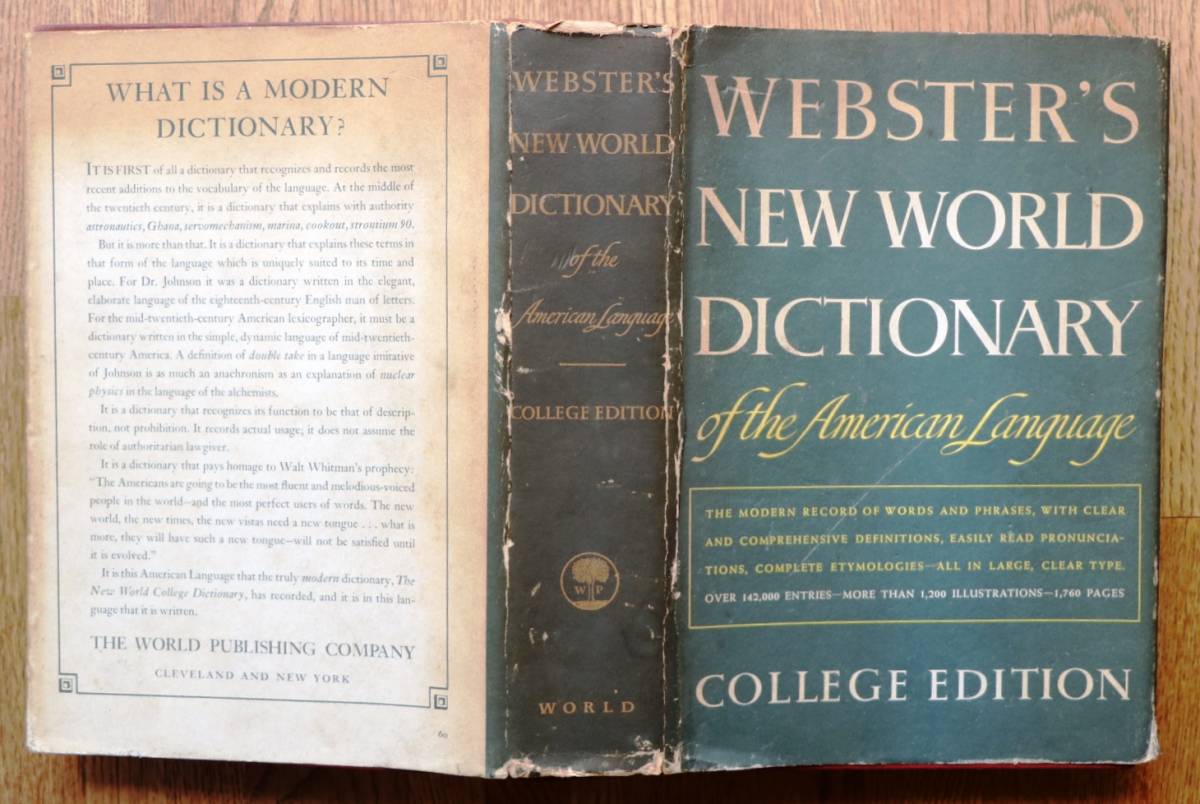 WHAT IS A MODERN
DICTIONARY?
IT IS FIRST of all a dictionary that recognizes and records the most
recent additions to the vocabulary of the language. At the middle of
the twentieth century, it is a dictionary that explains with authority
astronautics, Ghana, servomechanism, marina, cookout, strontium 90.
But it is more than that. It is a dictionary that explains these terms in
that form of the language which is uniquely suited to its time and
place. For Dr. Johnson it was a dictionary written in the elegant,
elaborate language of the eighteenth-century English man of letters.
For the mid-twentieth-century American lexicographer, it must be a
dictionary written in the simple, dynamic language of mid-twentieth-
century America. A definition of double take in a language imitative
of Johnson is as much an anachronism as an explanation of nuclear
physics in the language of the alchemists.
It is a dictionary that recognizes its function to be that of descrip-
tion, not prohibition. It records actual usage; it does not assume the
role of authoritarian lawgiver.
It is a dictionary that pays homage to Walt Whitman's prophecy:
"The Americans are going to be the most fluent and melodious-voiced
people in the world—and the most perfect users of words. The new
world, the new times, the new vistas need a new tongue . . . what is
more, they will have such a new tongue—will not be satisfied until
it is evolved."
It is this American Language that the truly modern dictionary, The
New World College Dictionary, has recorded, and it is in this lan-
guage that it is written.
THE WORLD PUBLISHING COMPANY
CLEVELAND AND NEW YORK
60
WEBSTER'S
NEW WORLD
DICTIONARY
of the
American Language
COLLEGE EDITION
W P
WORLD
WEBSTER'S
NEW WORLD
DICTIONARY
of the American Language
THE MODERN RECORD OF WORDS AND PHRASES, WITH CLEAR
AND COMPREHENSIVE DEFINITIONS, EASILY READ PRONUNCIA-
TIONS, COMPLETE ETYMOLOGIES—ALL IN LARGE, CLEAR TYPE.
OVER 142,000 ENTRIES—MORE THAN 1,200 ILLUSTRATIONS—1,760 PAGES
COLLEGE EDITION